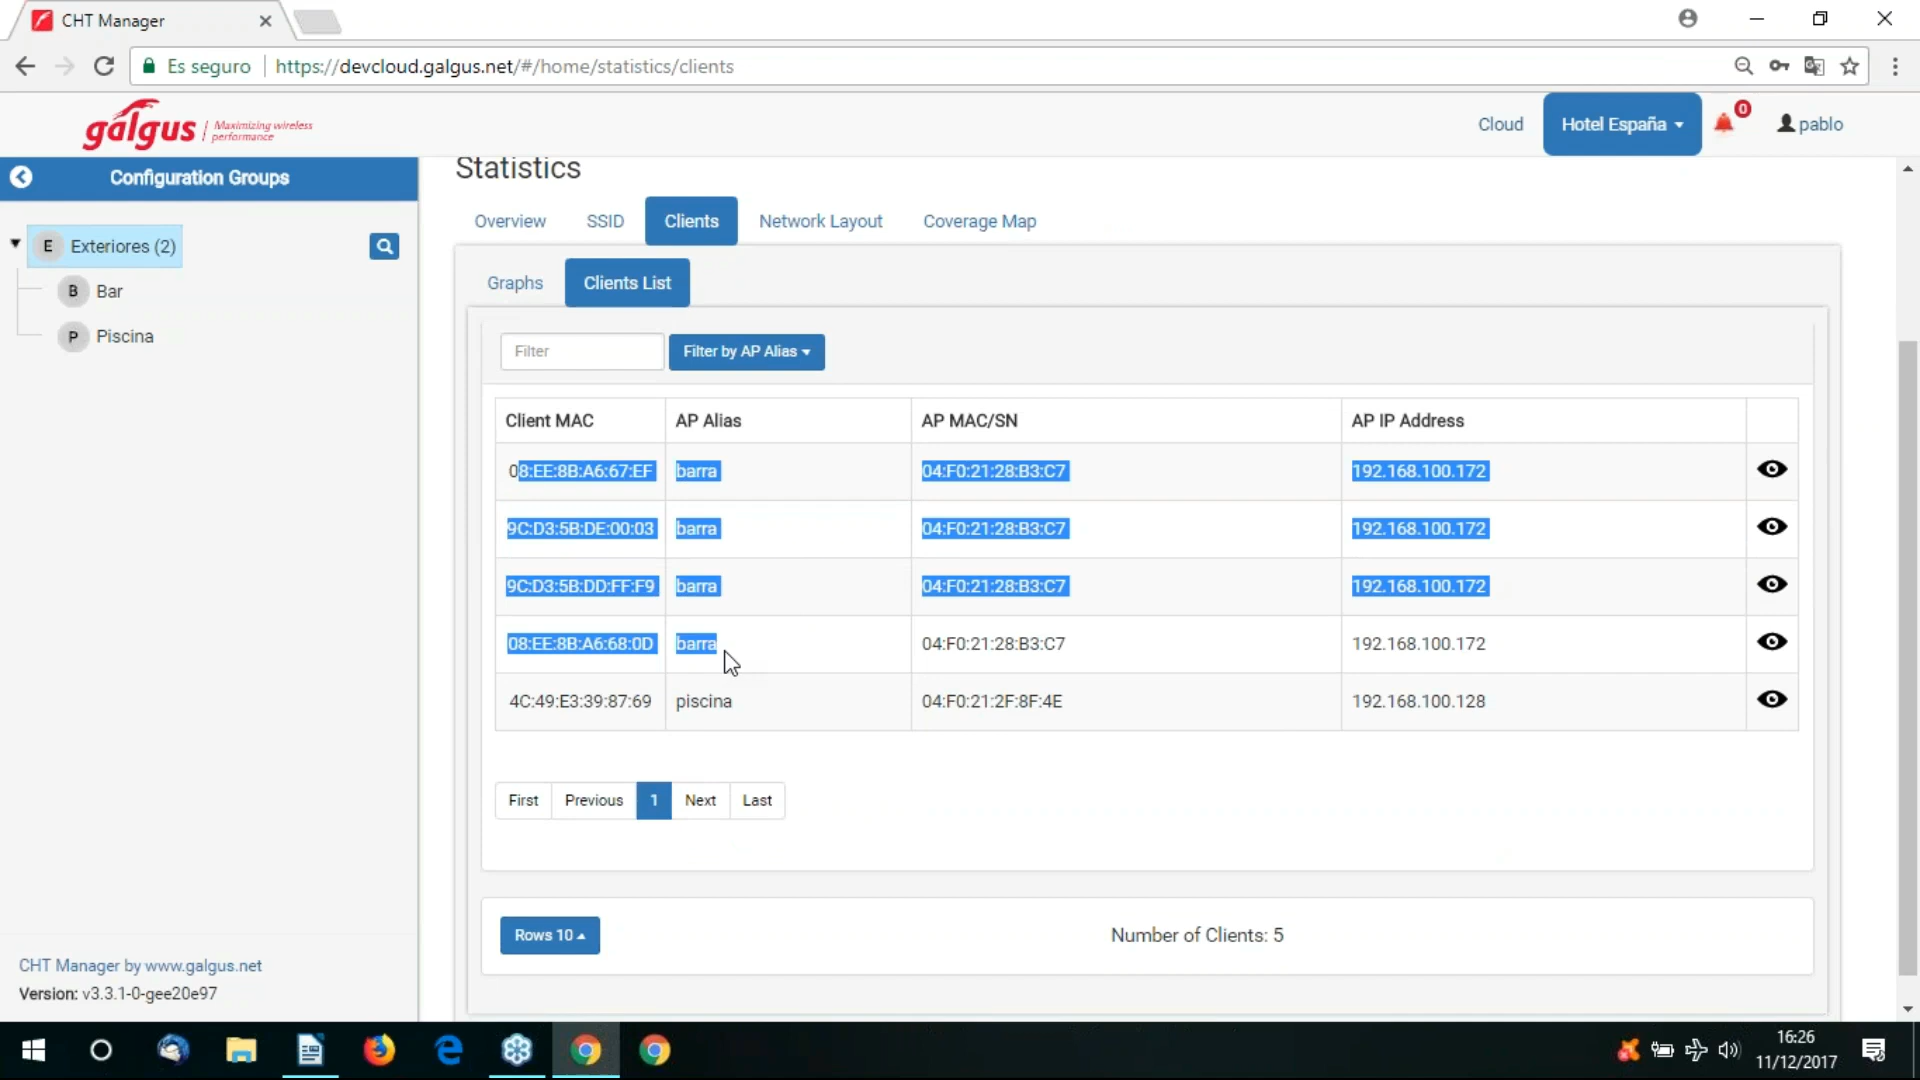 CHT Manager
Es seguro https://devcloud.galgus.net/#/home/statistics/clients
galgus Maximizing wireless performance
Cloud Hotel España 0 pablo
Configuration Groups
E Exteriores (2)
B Bar
P Piscina
CHT Manager by www.galgus.net
Version: v3.3.1-0-gee20e97
Statistics
Overview SSID Clients Network Layout Coverage Map
Graphs Clients List
Filter Filter by AP Alias
Client MAC AP Alias AP MAC/SN AP IP Address
08:EE:8B:A6:67:EF barra 04:F0:21:28:B3:C7 192.168.100.172
9C:D3:5B:DE:00:03 barra 04:F0:21:28:B3:C7 192.168.100.172
9C:D3:5B:DD:FF:F9 barra 04:F0:21:28:B3:C7 192.168.100.172
08:EE:8B:A6:68:0D barra 04:F0:21:28:B3:C7 192.168.100.172
4C:49:E3:39:87:69 piscina 04:F0:21:2F:8F:4E 192.168.100.128
First Previous 1 Next Last
Rows 10 Number of Clients: 5
16:26
11/12/2017